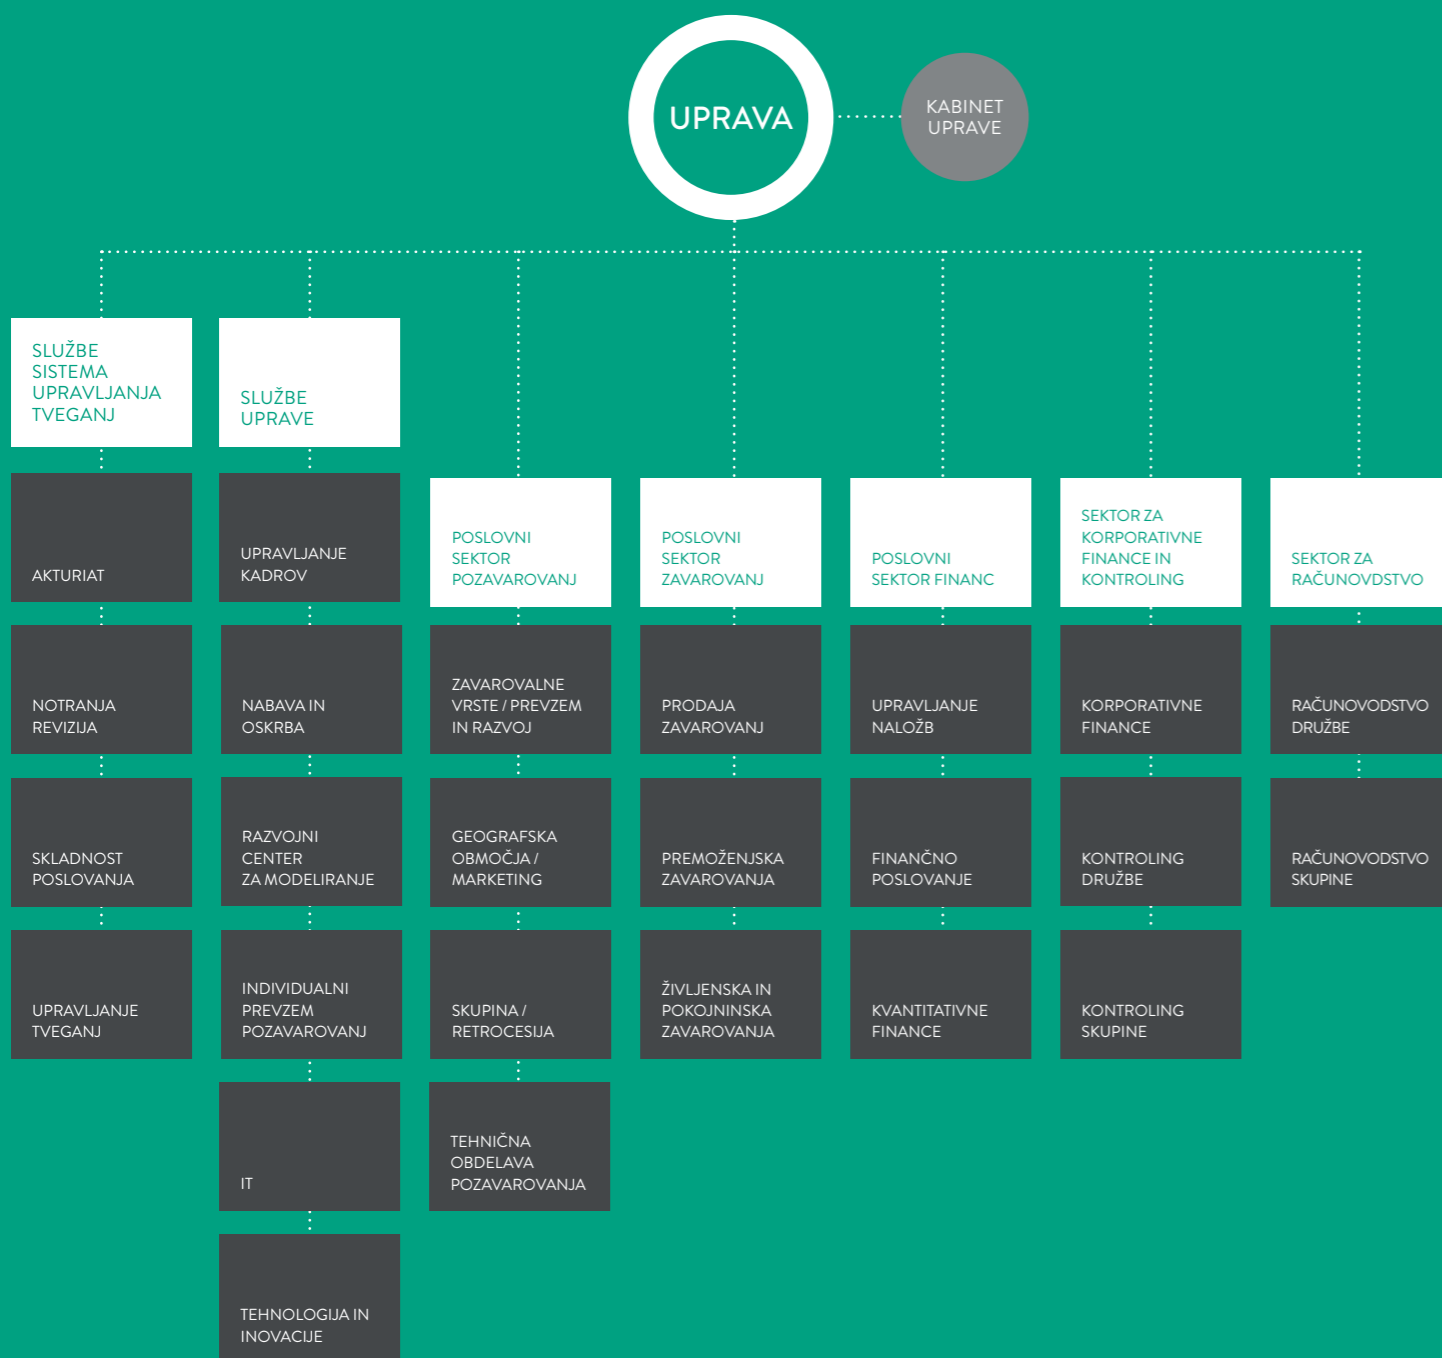 UPRAVA
KABINET
UPRAVE
SLUŽBE
SISTEMA
UPRAVLJANJA
TVEGANJ
AKTURIAT
NOTRANJA
REVIZIJA
SKLADNOST
POSLOVANJA
UPRAVLJANJE
TVEGANJ
SLUŽBE
UPRAVE
UPRAVLJANJE
KADROV
NABAVA IN
OSKRBA
RAZVOJNI
CENTER
ZA MODELIRANJE
INDIVIDUALNI
PREVZEM
POZAVAROVANJ
IT
TEHNOLOGIJA IN
INOVACIJE
POSLOVNI
SEKTOR
POZAVAROVANJ
ZAVAROVALNE
VRSTE / PREVZEM
IN RAZVOJ
GEOGRAFSKA
OBMOČJA /
MARKETING
SKUPINA /
RETROCESIJA
TEHNIČNA
OBDELAVA
POZAVAROVANJA
POSLOVNI
SEKTOR
ZAVAROVANJ
PRODAJA
ZAVAROVANJ
PREMOŽENJSKA
ZAVAROVANJA
ŽIVLJENSKA IN
POKOJNINSKA
ZAVAROVANJA
POSLOVNI
SEKTOR FINANC
UPRAVLJANJE
NALOŽB
FINANČNO
POSLOVANJE
KVANTITATIVNE
FINANCE
SEKTOR ZA
KORPORATIVNE
FINANCE IN
KONTROLING
KORPORATIVNE
FINANCE
KONTROLING
DRUŽBE
KONTROLING
SKUPINE
SEKTOR ZA
RAČUNOVDSTVO
RAČUNOVODSTVO
DRUŽBE
RAČUNOVODSTVO
SKUPINE